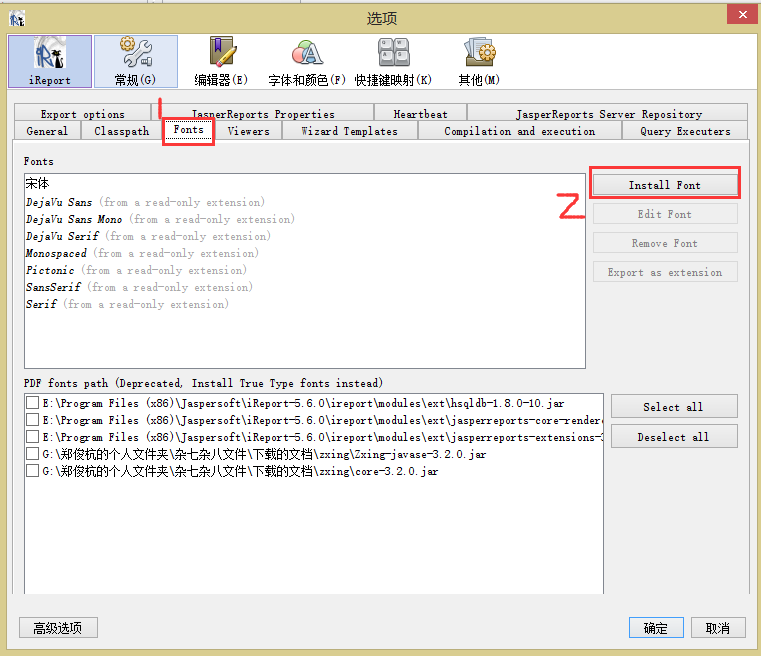 选项
iReport 常规(G) 编辑器(E) 字体和颜色(F) 快捷键映射(K) 其他(M)
1
Export options JasperReports Properties Heartbeat JasperReports Server Repository
General Classpath Fonts Viewers Wizard Templates Compilation and execution Query Executers
Fonts
宋体
Install Font
DejaVu Sans (from a read-only extension)
2
DejaVu Sans Mono (from a read-only extension)
Edit Font
DejaVu Serif (from a read-only extension)
Remove Font
Monospaced (from a read-only extension)
Pictonic (from a read-only extension)
Export as extension
SansSerif (from a read-only extension)
Serif (from a read-only extension)
PDF fonts path (Deprecated, Install True Type fonts instead)
E:\Program Files (x86)\Jaspersoft\iReport-5.6.0\ireport\modules\ext\hsqldb-1.8.0-10.jar
Select all
E:\Program Files (x86)\Jaspersoft\iReport-5.6.0\ireport\modules\ext\jasperreports-core-render
E:\Program Files (x86)\Jaspersoft\iReport-5.6.0\ireport\modules\ext\jasperreports-extensions-3
Deselect all
G:\郑俊杭的个人文件夹\杂七杂八文件\下载的文档\zxing\Zxing-javase-3.2.0.jar
G:\郑俊杭的个人文件夹\杂七杂八文件\下载的文档\zxing\core-3.2.0.jar
高级选项 确定 取消